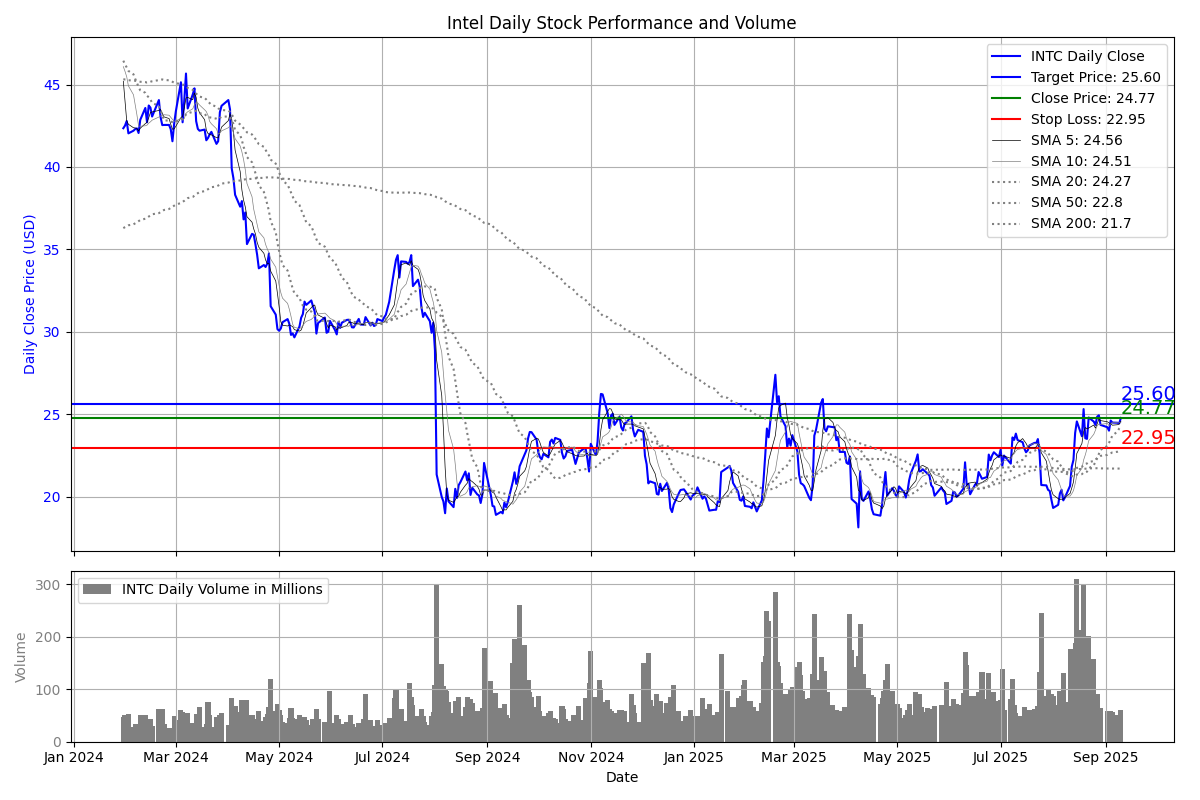 Intel Daily Stock Performance and Volume
Daily Close Price (USD)
45
40
35
30
25
20
INTC Daily Close
Target Price: 25.60
Close Price: 24.77
Stop Loss: 22.95
SMA 5: 24.56
SMA 10: 24.51
SMA 20: 24.27
SMA 50: 22.8
SMA 200: 21.7
25.60
24.77
22.95
Volume
300
200
100
0
INTC Daily Volume in Millions
Jan 2024 Mar 2024 May 2024 Jul 2024 Sep 2024 Nov 2024 Jan 2025 Mar 2025 May 2025 Jul 2025 Sep 2025
Date